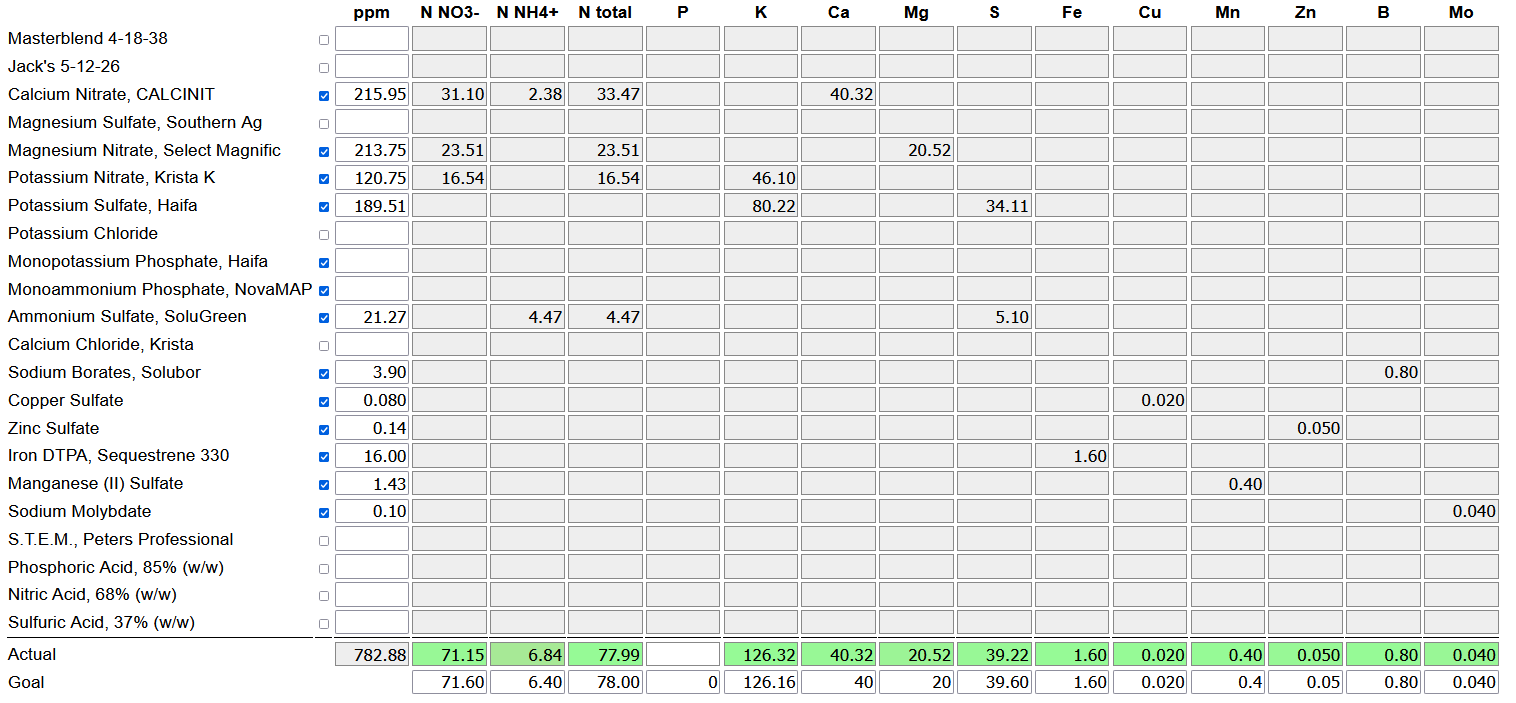 ppm N NO3- N NH4+ N total P K Ca Mg S Fe Cu Mn Zn B Mo
Masterblend 4-18-38
Jack's 5-12-26
Calcium Nitrate, CALCINIT 215.95 31.10 2.38 33.47 40.32
Magnesium Sulfate, Southern Ag
Magnesium Nitrate, Select Magnific 213.75 23.51 23.51 20.52
Potassium Nitrate, Krista K 120.75 16.54 16.54 46.10
Potassium Sulfate, Haifa 189.51 80.22 34.11
Potassium Chloride
Monopotassium Phosphate, Haifa
Monoammonium Phosphate, NovaMAP
Ammonium Sulfate, SoluGreen 21.27 4.47 4.47 5.10
Calcium Chloride, Krista
Sodium Borates, Solubor 3.90 0.80
Copper Sulfate 0.080 0.020
Zinc Sulfate 0.14 0.050
Iron DTPA, Sequestrene 330 16.00 1.60
Manganese (II) Sulfate 1.43 0.40
Sodium Molybdate 0.10 0.040
S.T.E.M., Peters Professional
Phosphoric Acid, 85% (w/w)
Nitric Acid, 68% (w/w)
Sulfuric Acid, 37% (w/w)
Actual 782.88 71.15 6.84 77.99 126.32 40.32 20.52 39.22 1.60 0.020 0.40 0.050 0.80 0.040
Goal 71.60 6.40 78.00 0 126.16 40 20 39.60 1.60 0.020 0.4 0.05 0.80 0.040